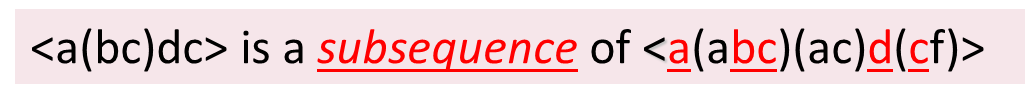 <a(bc)dc> is a subsequence of <a(abc)(ac)d(cf)>